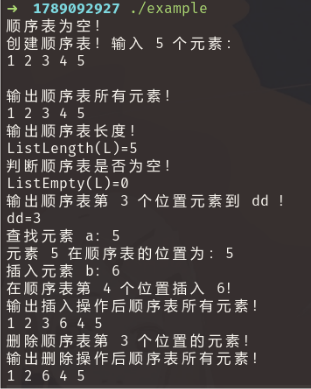 ➜ 1789092927 ./example
顺序表为空！
创建顺序表！输入 5 个元素：
1 2 3 4 5

输出顺序表所有元素！
1 2 3 4 5
输出顺序表长度！
ListLength(L)=5
判断顺序表是否为空！
ListEmpty(L)=0
输出顺序表第 3 个位置元素到 dd ！
dd=3
查找元素 a：5
元素 5 在顺序表的位置为：5
插入元素 b：6
在顺序表第 4 个位置插入 6！
输出插入操作后顺序表所有元素！
1 2 3 6 4 5
删除顺序表第 3 个位置的元素！
输出删除操作后顺序表所有元素！
1 2 6 4 5